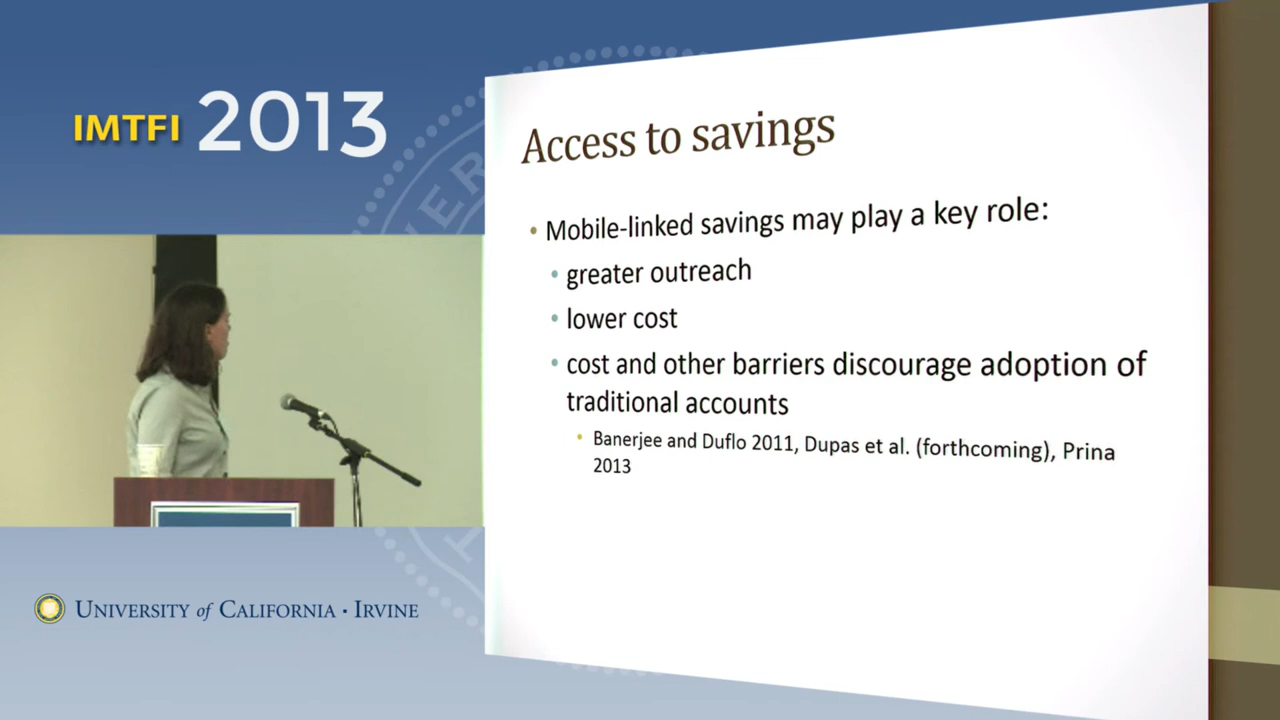 IMTFI 2013
Access to savings
• Mobile-linked savings may play a key role:
• greater outreach
• lower cost
• cost and other barriers discourage adoption of
traditional accounts
• Banerjee and Duflo 2011, Dupas et al. (forthcoming), Prina
2013
University of California • Irvine